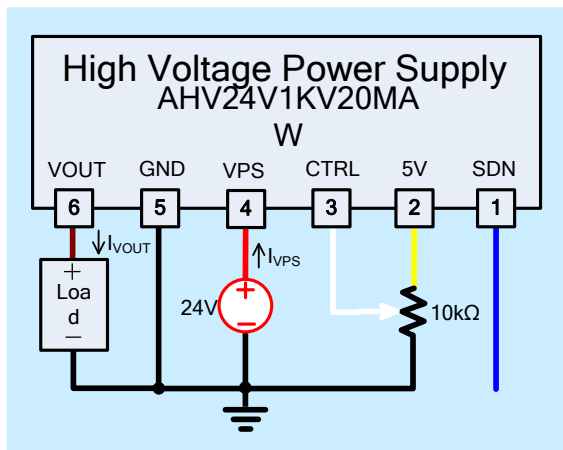 High Voltage Power Supply
AHV24V1KV20MA
W
VOUT GND VPS CTRL 5V SDN
6 5 4 3 2 1
IVOUT
IVPS
+
Loa
d
−
24V
+
−
10kΩ